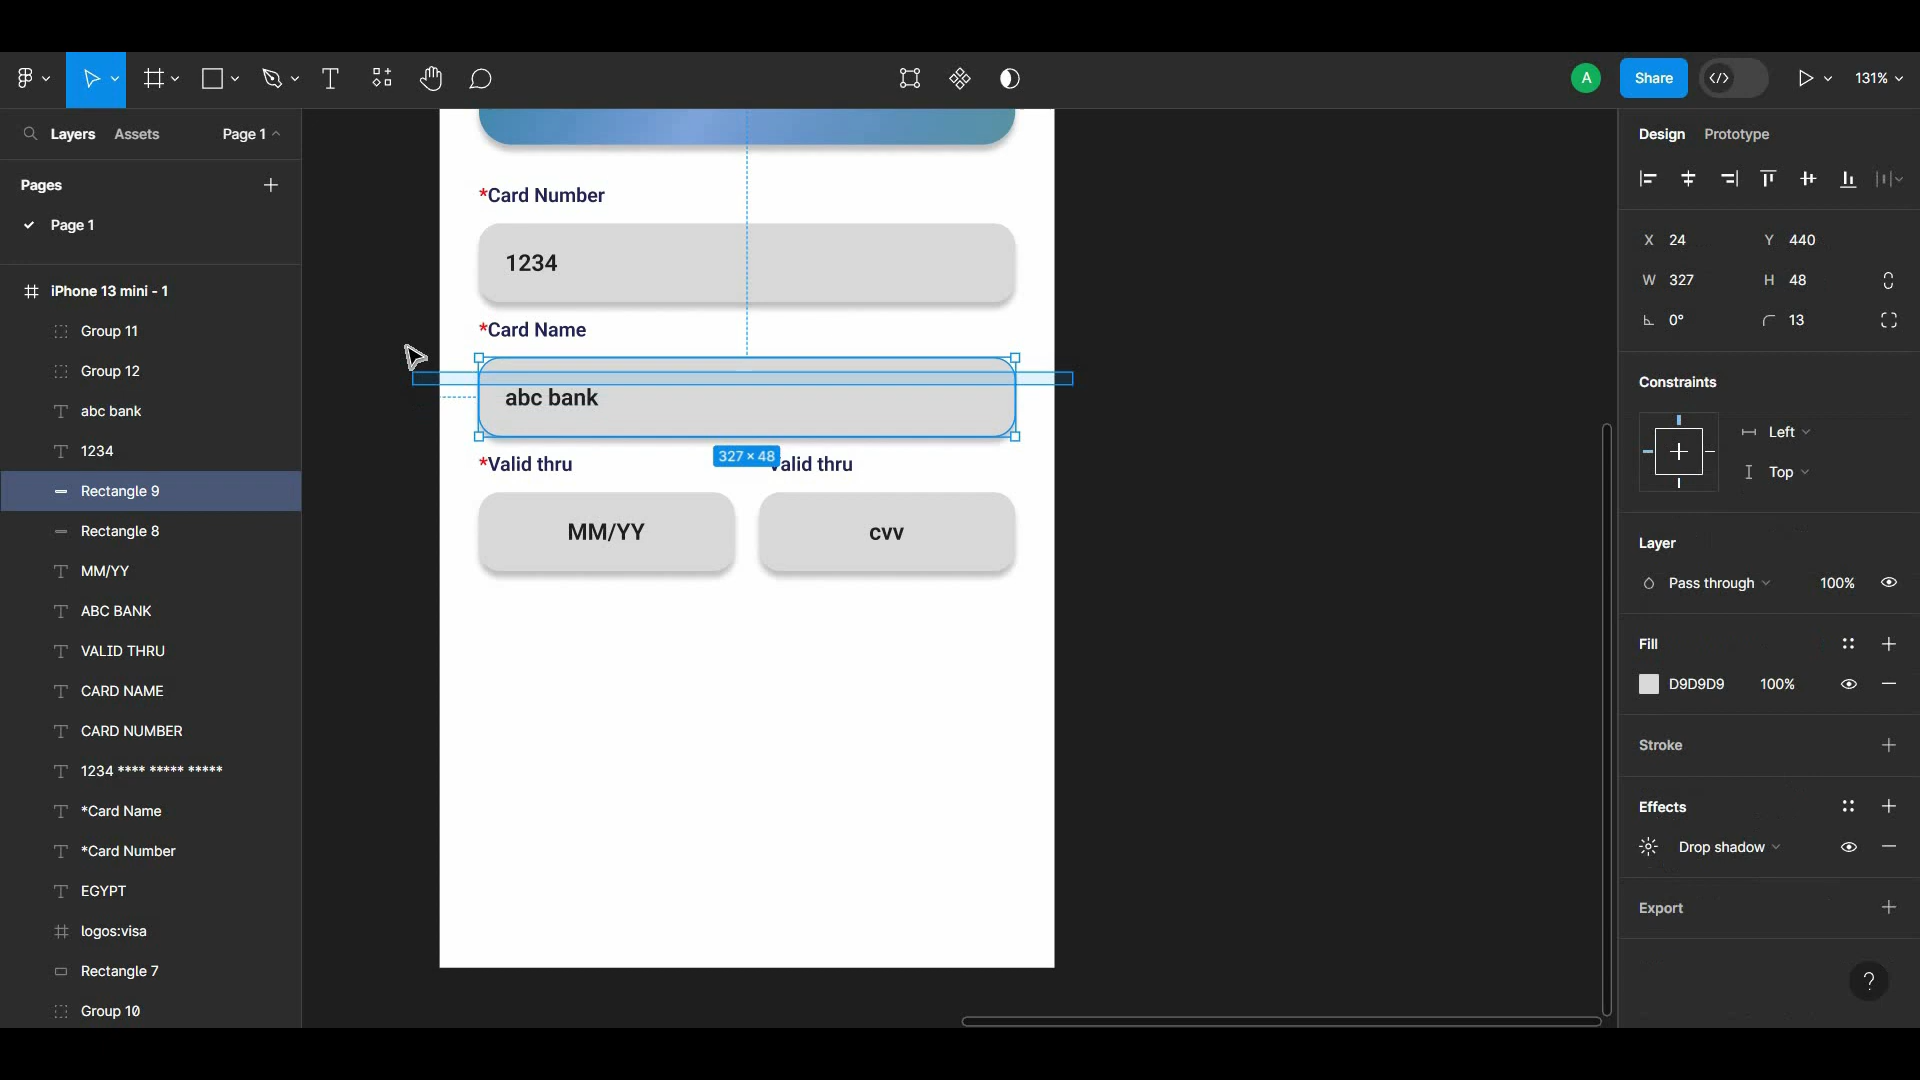 A
Share
131%
Layers
Assets
Page 1
Pages
Page 1
iPhone 13 mini - 1
Group 11
Group 12
abc bank
1234
Rectangle 9
Rectangle 8
MM/YY
ABC BANK
VALID THRU
CARD NAME
CARD NUMBER
1234 **** ***** *****
*Card Name
*Card Number
EGYPT
logos:visa
Rectangle 7
Group 10
*Card Number
1234
*Card Name
abc bank
327 × 48
*Valid thru
alid thru
MM/YY
cvv
Design
Prototype
X 24
Y 440
W 327
H 48
0°
13
Constraints
Left
Top
Layer
Pass through
100%
Fill
D9D9D9
100%
Stroke
Effects
Drop shadow
Export
?